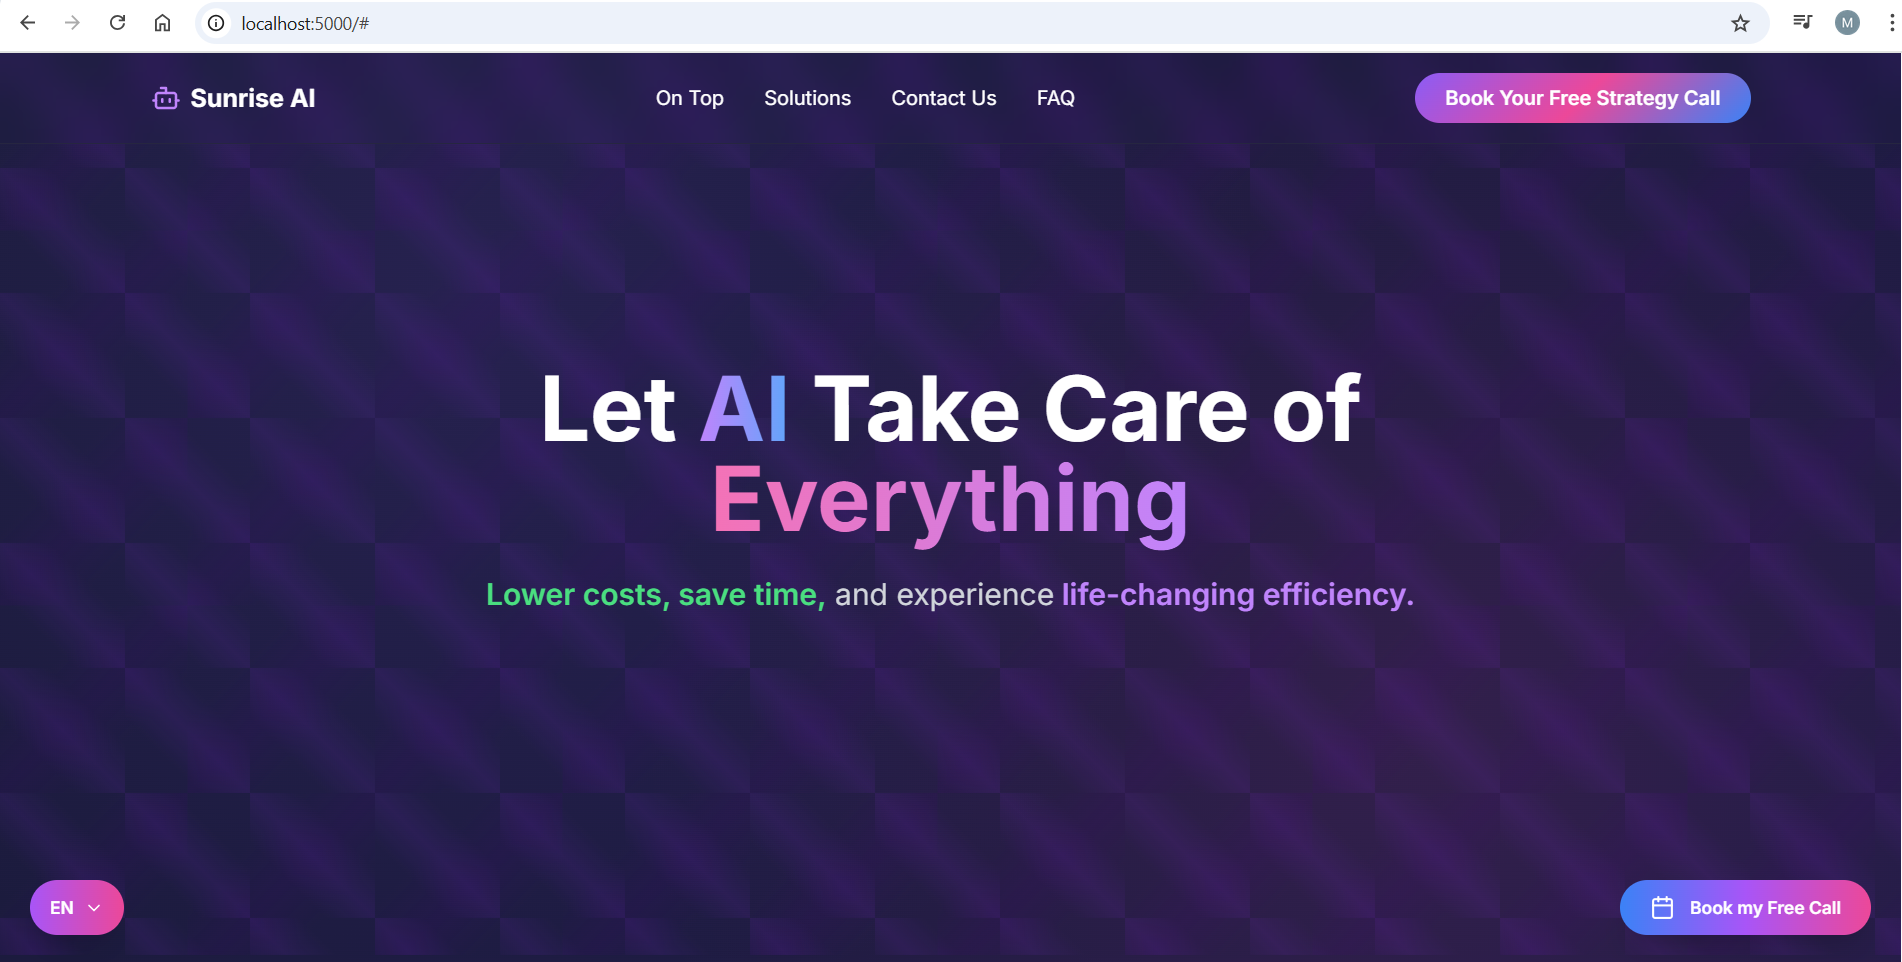 localhost:5000/#
M
Sunrise AI
On Top
Solutions
Contact Us
FAQ
Book Your Free Strategy Call
Let AI Take Care of
Everything
Lower costs, save time, and experience life-changing efficiency.
EN
Book my Free Call